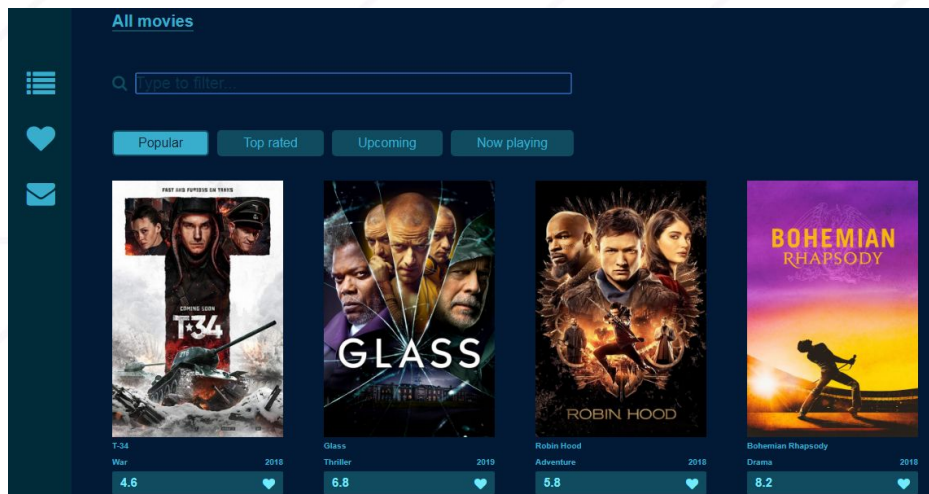 All movies
Type to filter...
Popular Top rated Upcoming Now playing
FAST AND FURIOUS ON TANKS
COMING SOON
T★34
GLASS
ROBIN HOOD
BOHEMIAN
RHAPSODY
T-34 Glass Robin Hood Bohemian Rhapsody
War 2018 Thriller 2019 Adventure 2018 Drama 2018
4.6 6.8 5.8 8.2